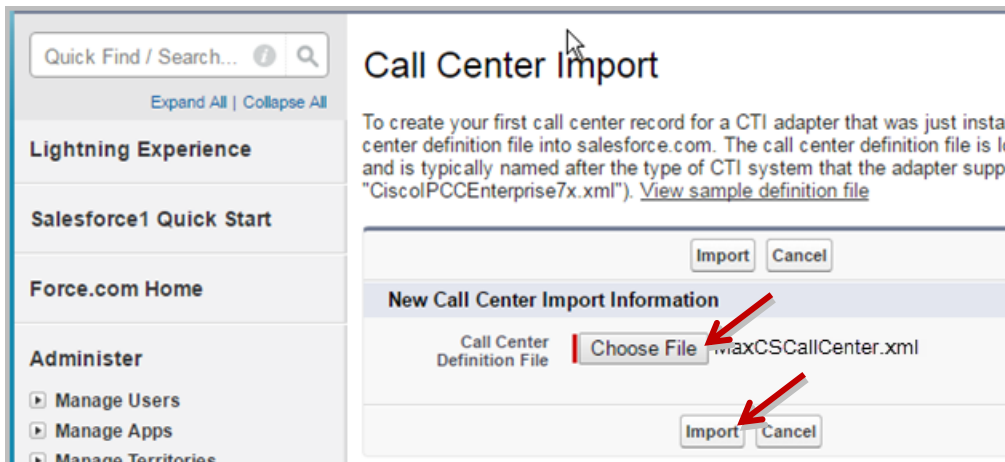 Quick Find / Search...
Expand All | Collapse All
Lightning Experience
Salesforce1 Quick Start
Force.com Home
Administer
Manage Users
Manage Apps
Manage Territories
Call Center Import
To create your first call center record for a CTI adapter that was just insta
center definition file into salesforce.com. The call center definition file is l
and is typically named after the type of CTI system that the adapter supp
"CiscoIPCCEnterprise7x.xml"). View sample definition file
Import Cancel
New Call Center Import Information
Call Center
Definition File
Choose File MaxCSCallCenter.xml
Import Cancel